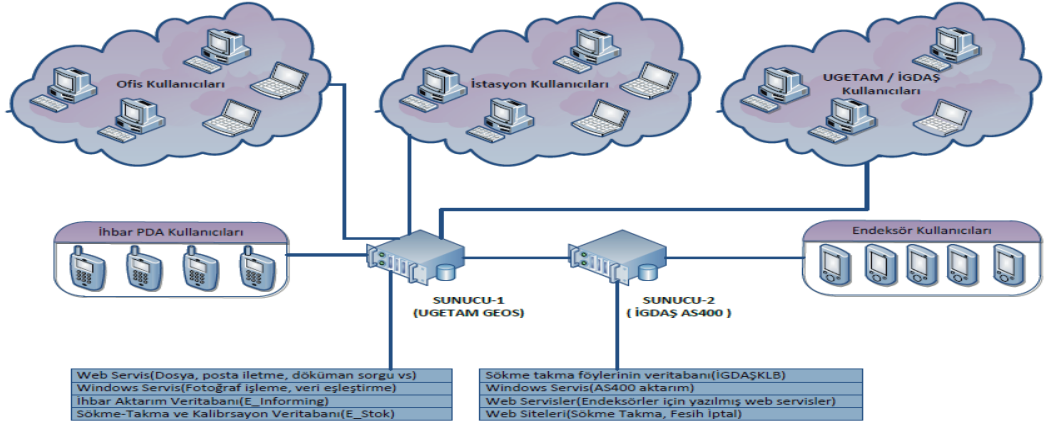 Ofis Kullanıcıları
İstasyon Kullanıcıları
UGETAM / İGDAŞ
Kullanıcıları
İhbar PDA Kullanıcıları
Endeksör Kullanıcıları
SUNUCU-1
(UGETAM GEOS)
SUNUCU-2
( İGDAŞ AS400 )
Web Servis(Dosya, posta iletme, döküman sorgu vs)
Windows Servis(Fotoğraf işleme, veri eşleştirme)
İhbar Aktarım Veritabanı(E_Informing)
Sökme-Takma ve Kalibrsayon Veritabanı(E_Stok)
Sökme takma föylerinin veritabanı(İGDAŞKLB)
Windows Servis(AS400 aktarım)
Web Servisler(Endeksörler için yazılmış web servisler)
Web Siteleri(Sökme Takma, Fesih İptal)